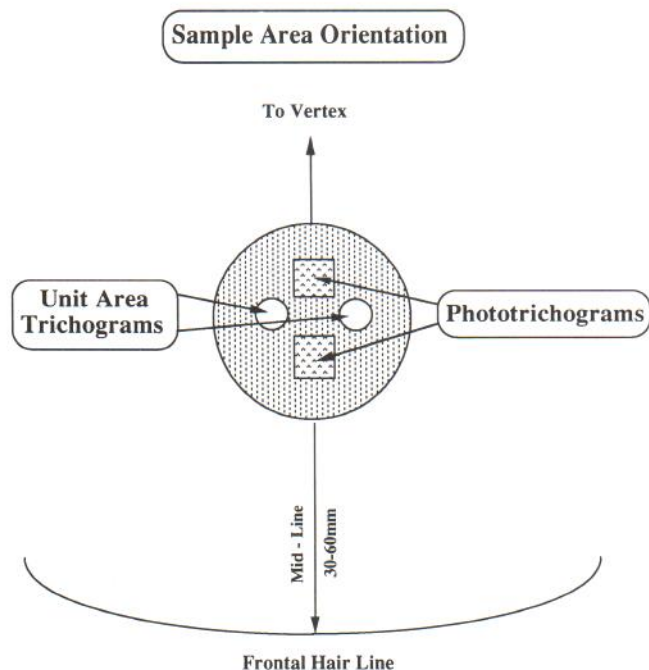 Sample Area Orientation
To Vertex
Unit Area
Trichograms
Phototrichograms
Mid - Line
30-60mm
Frontal Hair Line